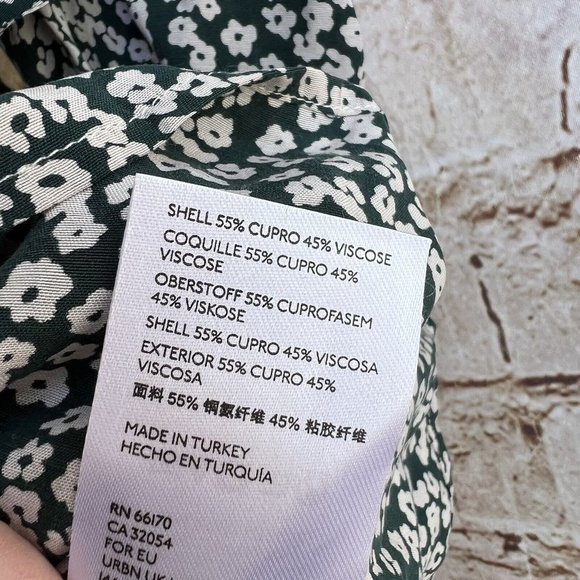 SHELL 55% CUPRO 45% VISCOSE
COQUILLE 55% CUPRO 45%
VISCOSE
OBERSTOFF 55% CUPROFASEM
45% VISKOSE
SHELL 55% CUPRO 45% VISCOSA
EXTERIOR 55% CUPRO 45%
VISCOSA
面料 55% 铜氨纤维 45% 粘胶纤维
MADE IN TURKEY
HECHO EN TURQUÍA
RN 66170
CA 32054
FOR EU
URBN UK